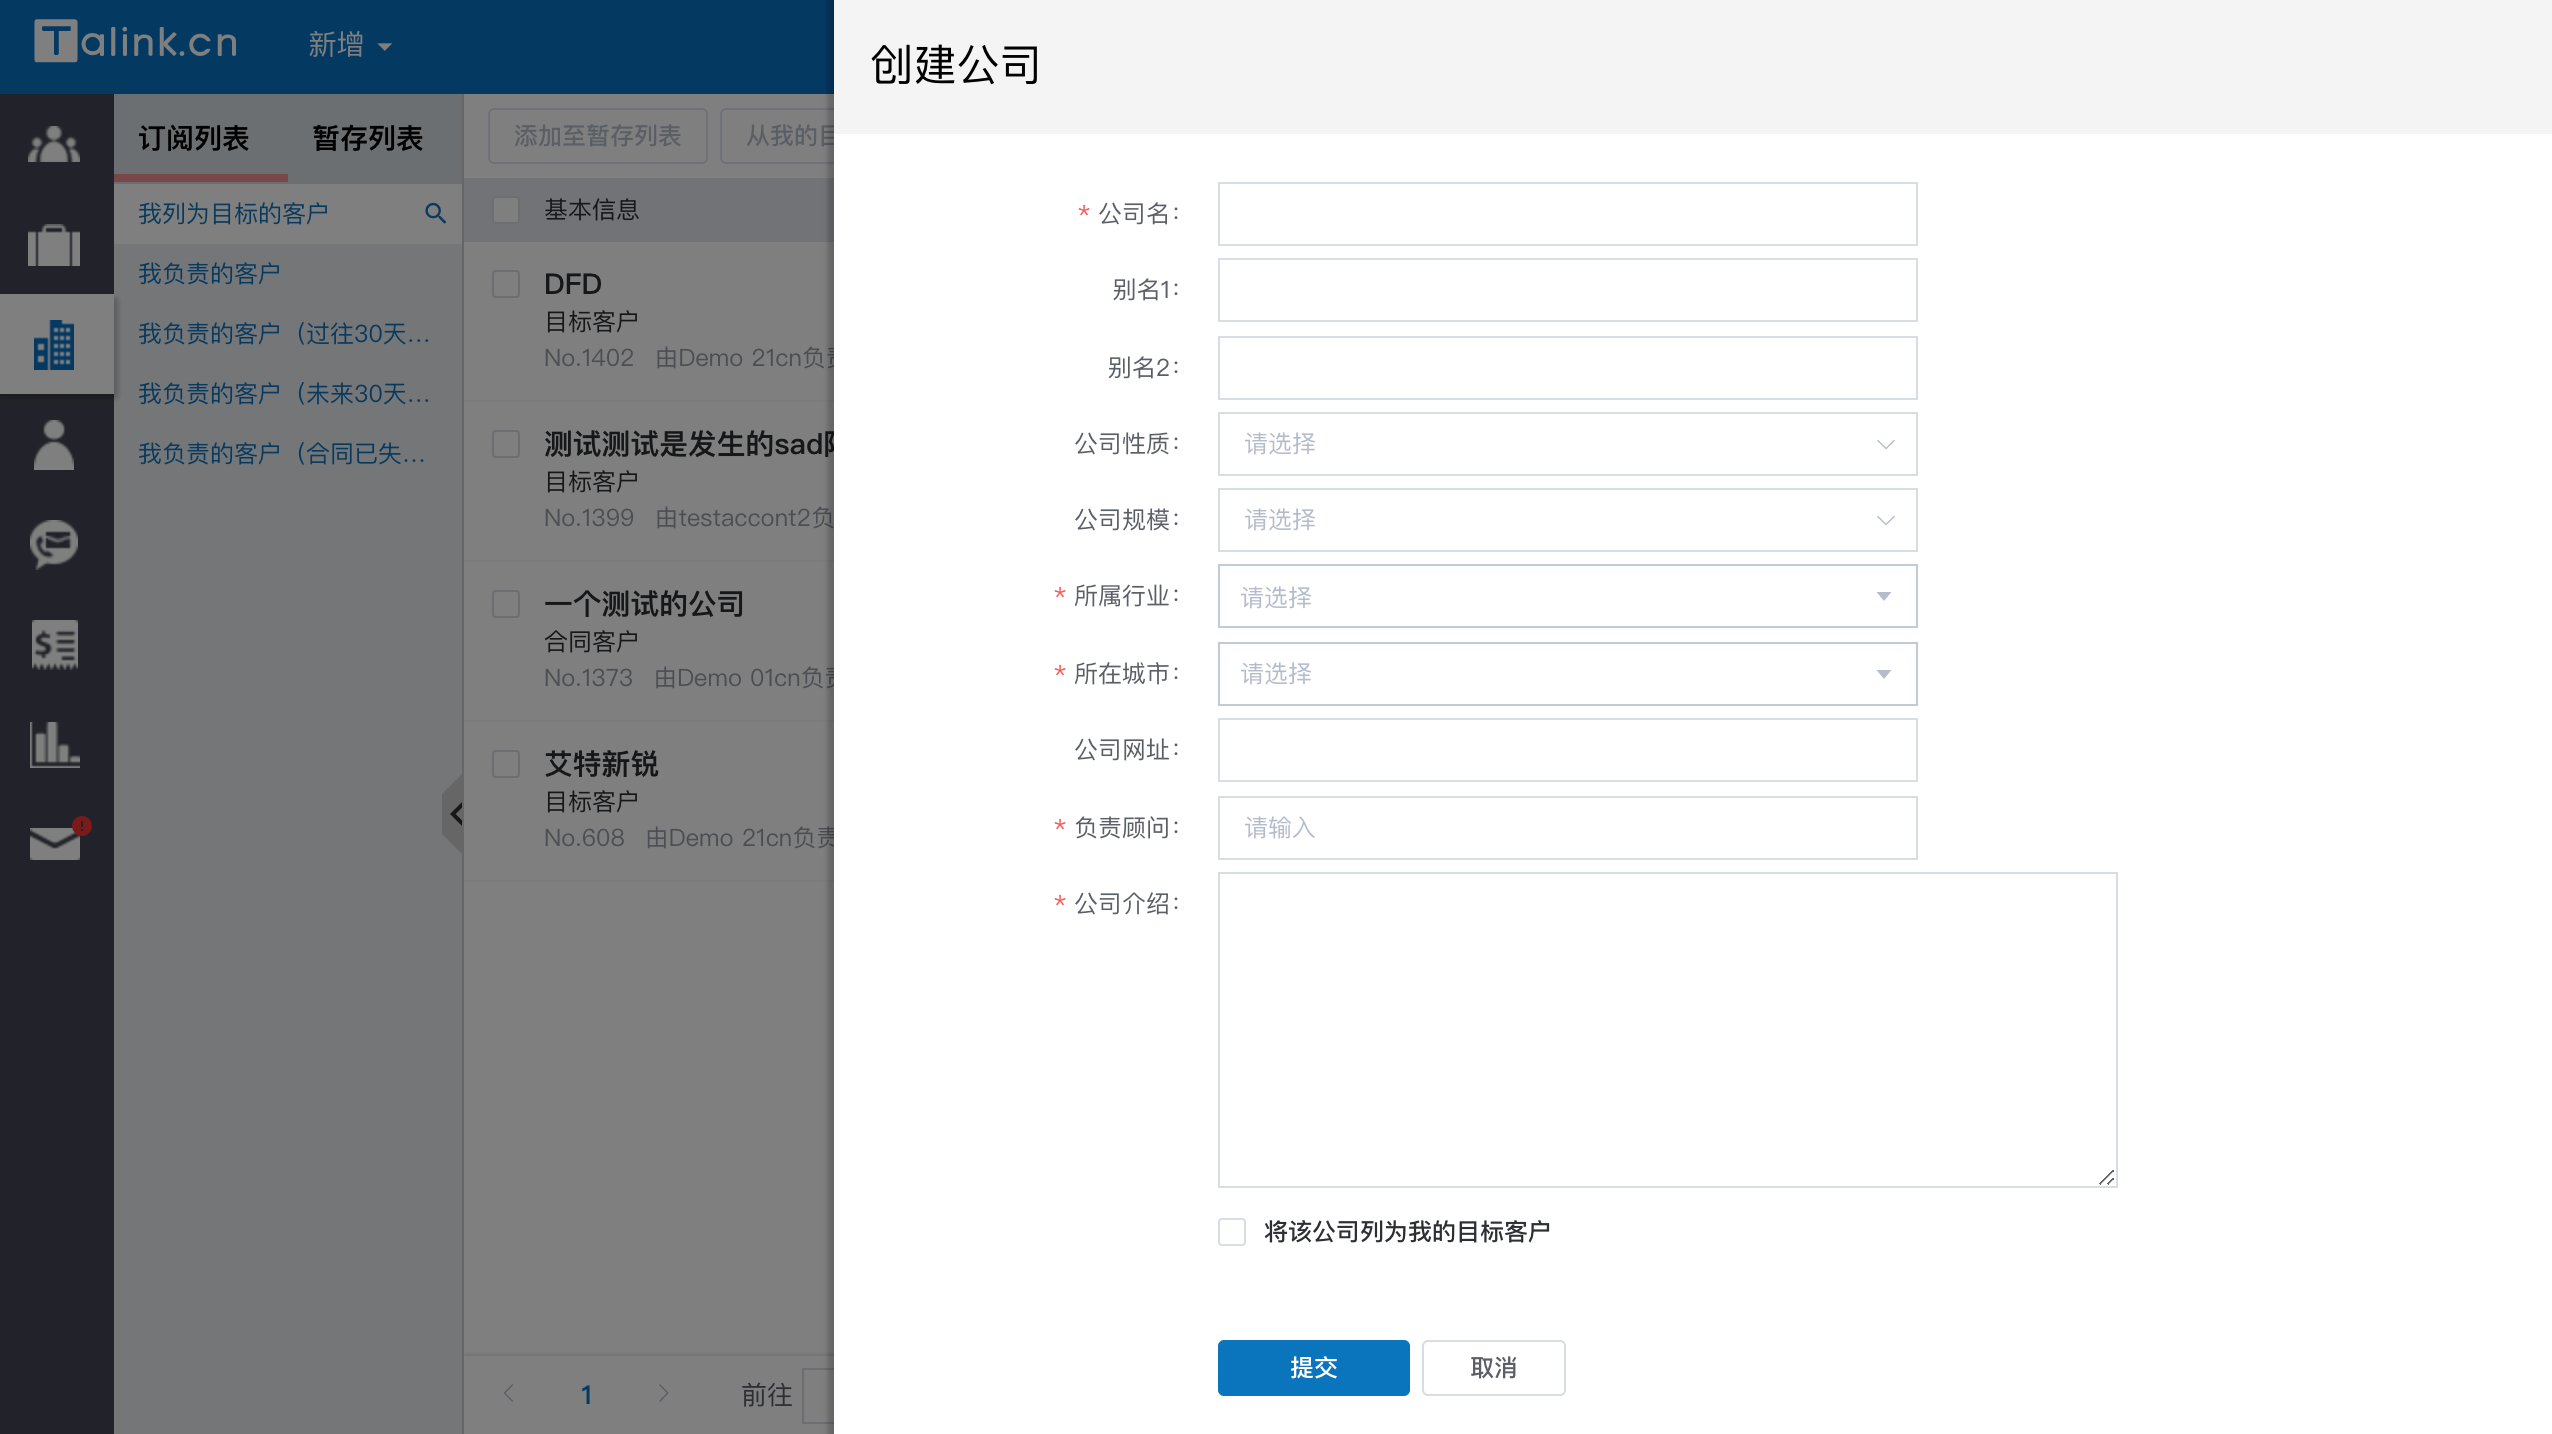 Talink.cn
新增
订阅列表 暂存列表
我列为目标的客户
我负责的客户
我负责的客户（过往30天...
我负责的客户（未来30天...
我负责的客户（合同已失...
添加至暂存列表 从我的目
基本信息
DFD
目标客户
No.1402 由Demo 21cn负责
测试测试是发生的sad
目标客户
No.1399 由testaccont2负
一个测试的公司
合同客户
No.1373 由Demo 01cn负责
艾特新锐
目标客户
No.608 由Demo 21cn负责
1 前往
创建公司
* 公司名：
别名1：
别名2：
公司性质： 请选择
公司规模： 请选择
* 所属行业： 请选择
* 所在城市： 请选择
公司网址：
* 负责顾问： 请输入
* 公司介绍：
将该公司列为我的目标客户
提交 取消